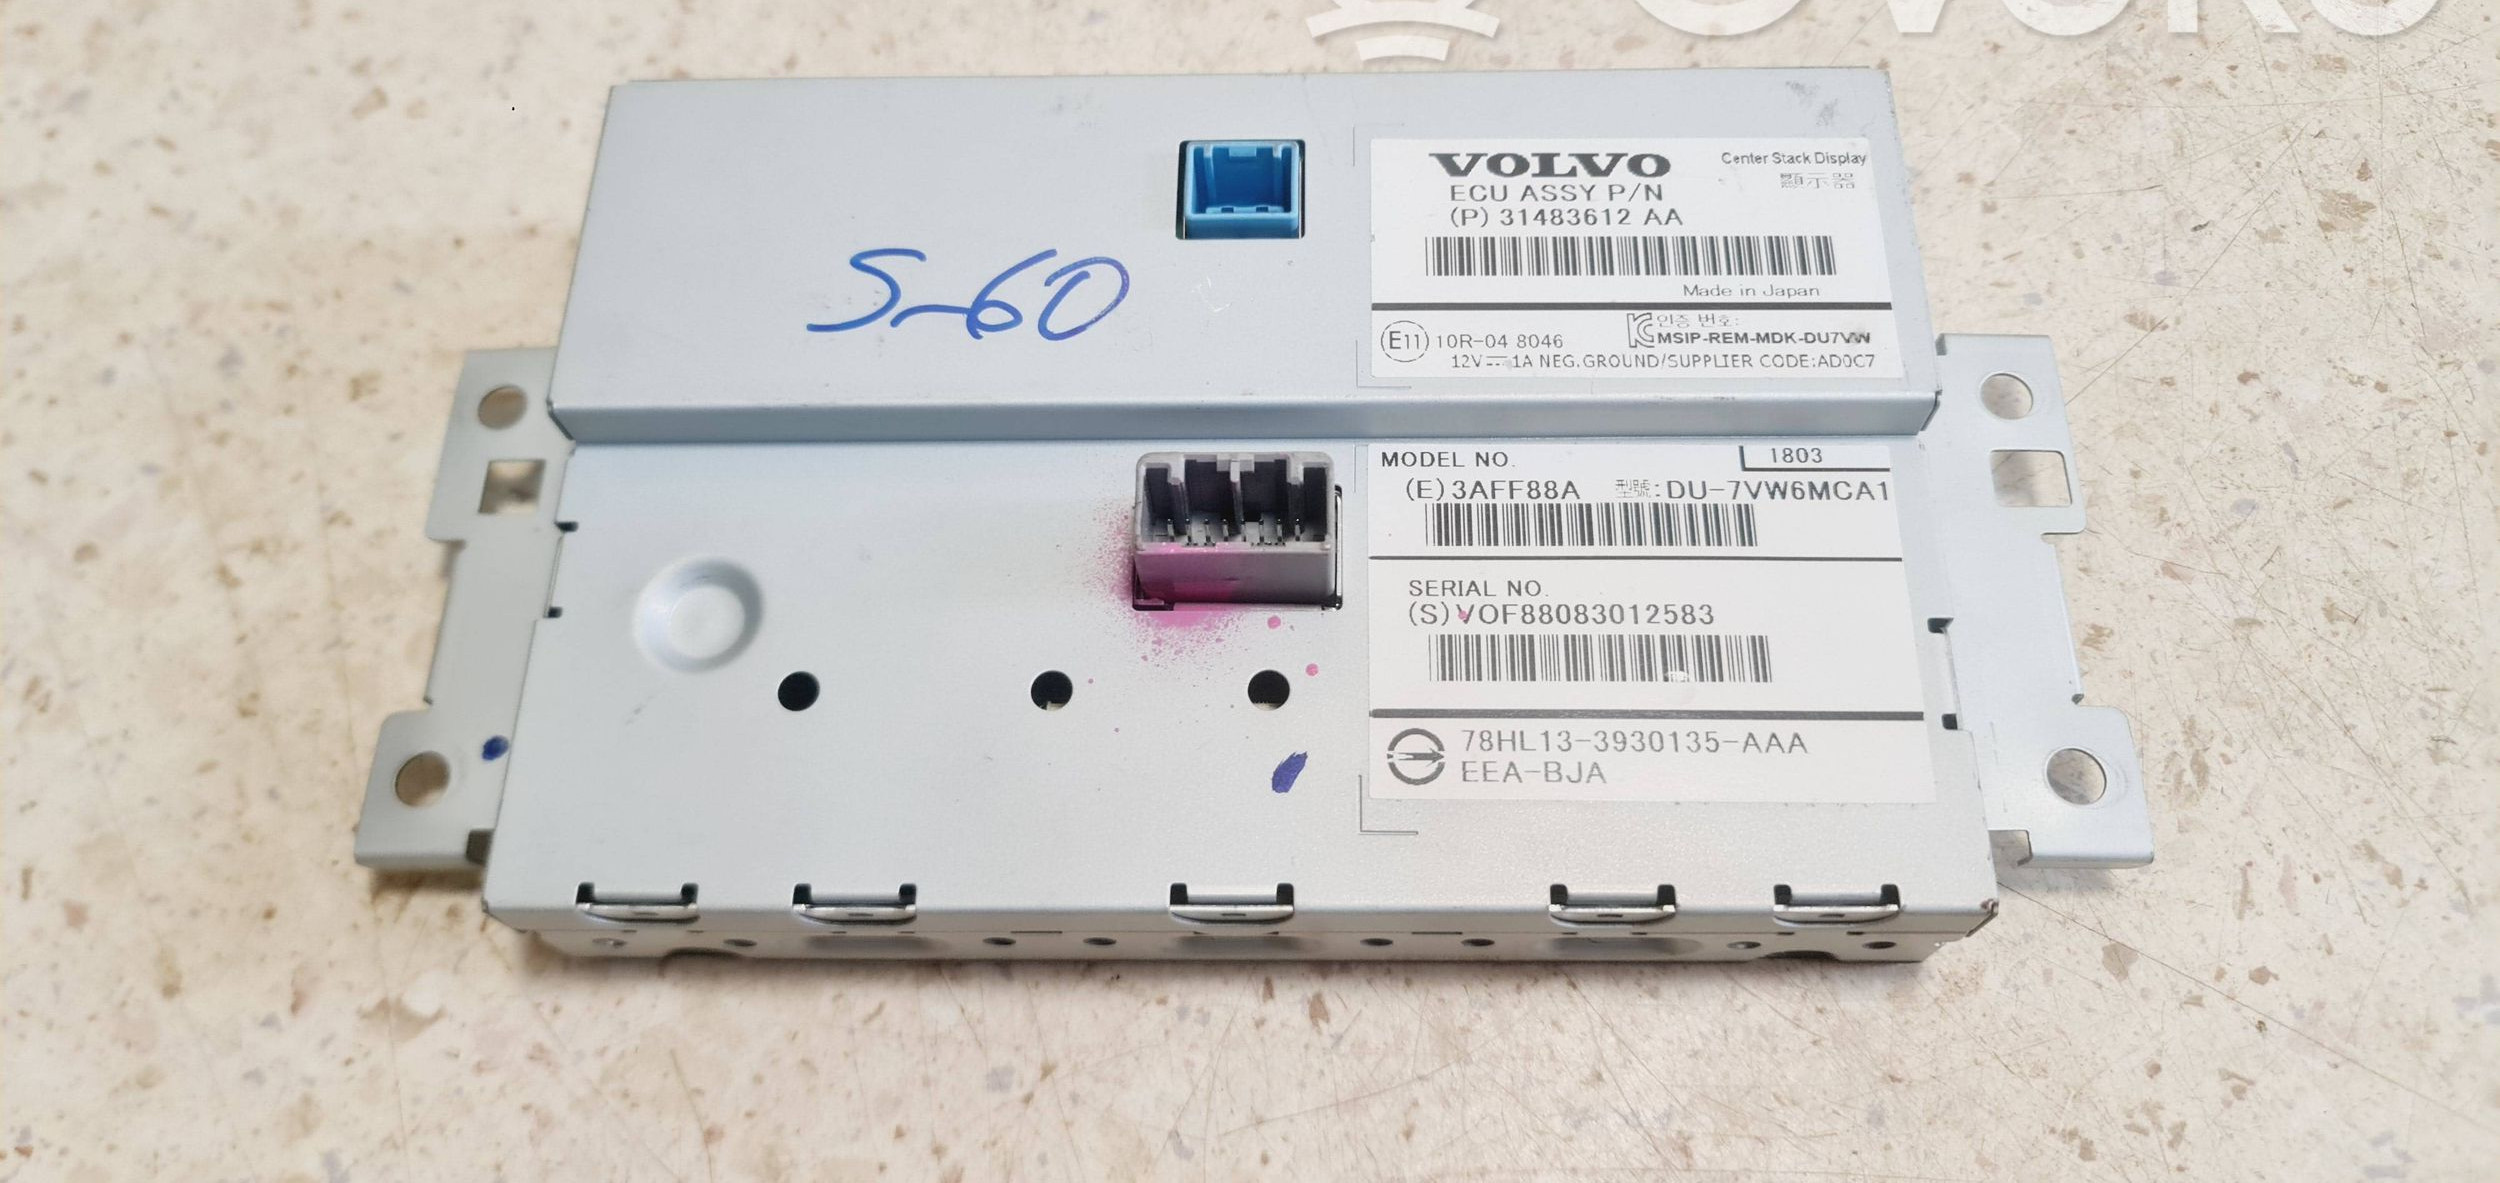 VOLVO
Center Stack Display
顯示器
ECU ASSY P/N
(P) 31483612 AA
Made in Japan
E11 10R-04 8046
인증 번호:
MSIP-REM-MDK-DU7VW
12V⎓1A NEG.GROUND/SUPPLIER CODE:AD0C7
S-60
MODEL NO.
1803
(E)3AFF88A 型號:DU-7VW6MCA1
SERIAL NO.
(S)VOF88083012583
78HL13-3930135-AAA
EEA-BJA